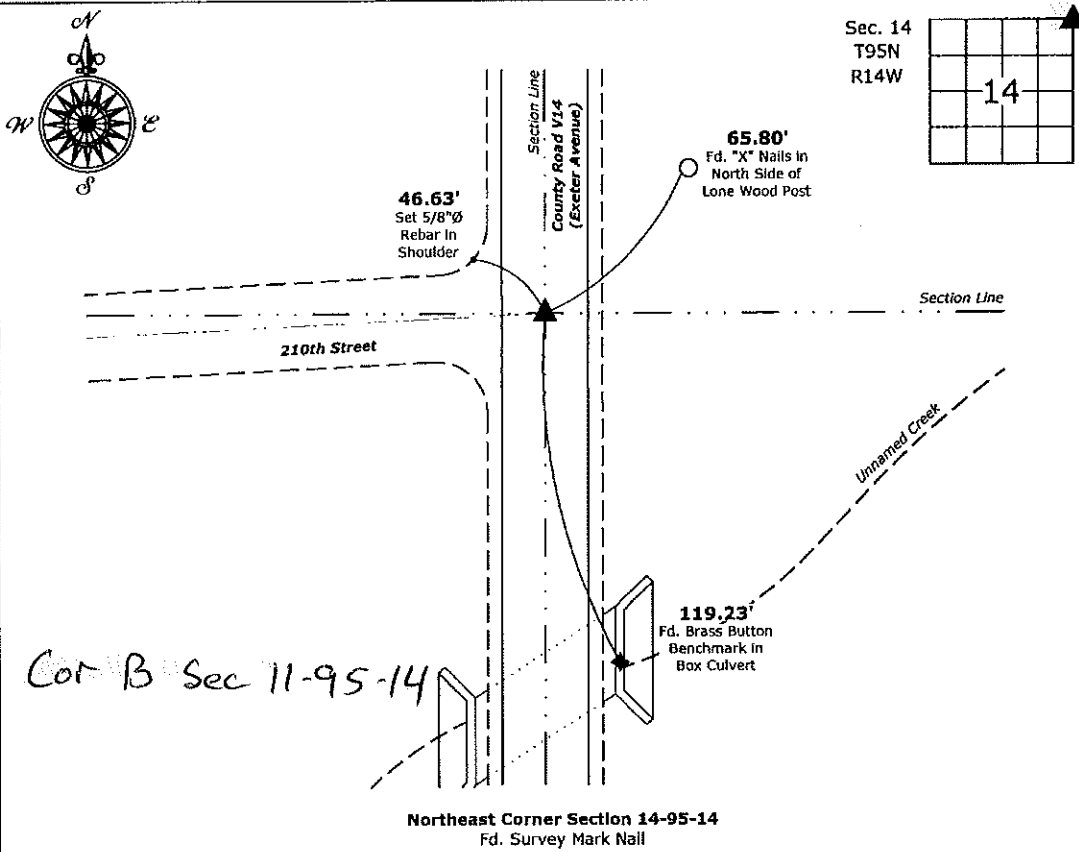 N
W
E
S
Sec. 14
T95N
R14W
14
Section Line
County Road V14
(Exeter Avenue)
65.80'
Fd. "X" Nails in
North Side of
Lone Wood Post
46.63'
Set 5/8"Ø
Rebar in
Shoulder
Section Line
210th Street
Unnamed Creek
119.23'
Fd. Brass Button
Benchmark in
Box Culvert
Cor B Sec 11-95-14
Northeast Corner Section 14-95-14
Fd. Survey Mark Nail